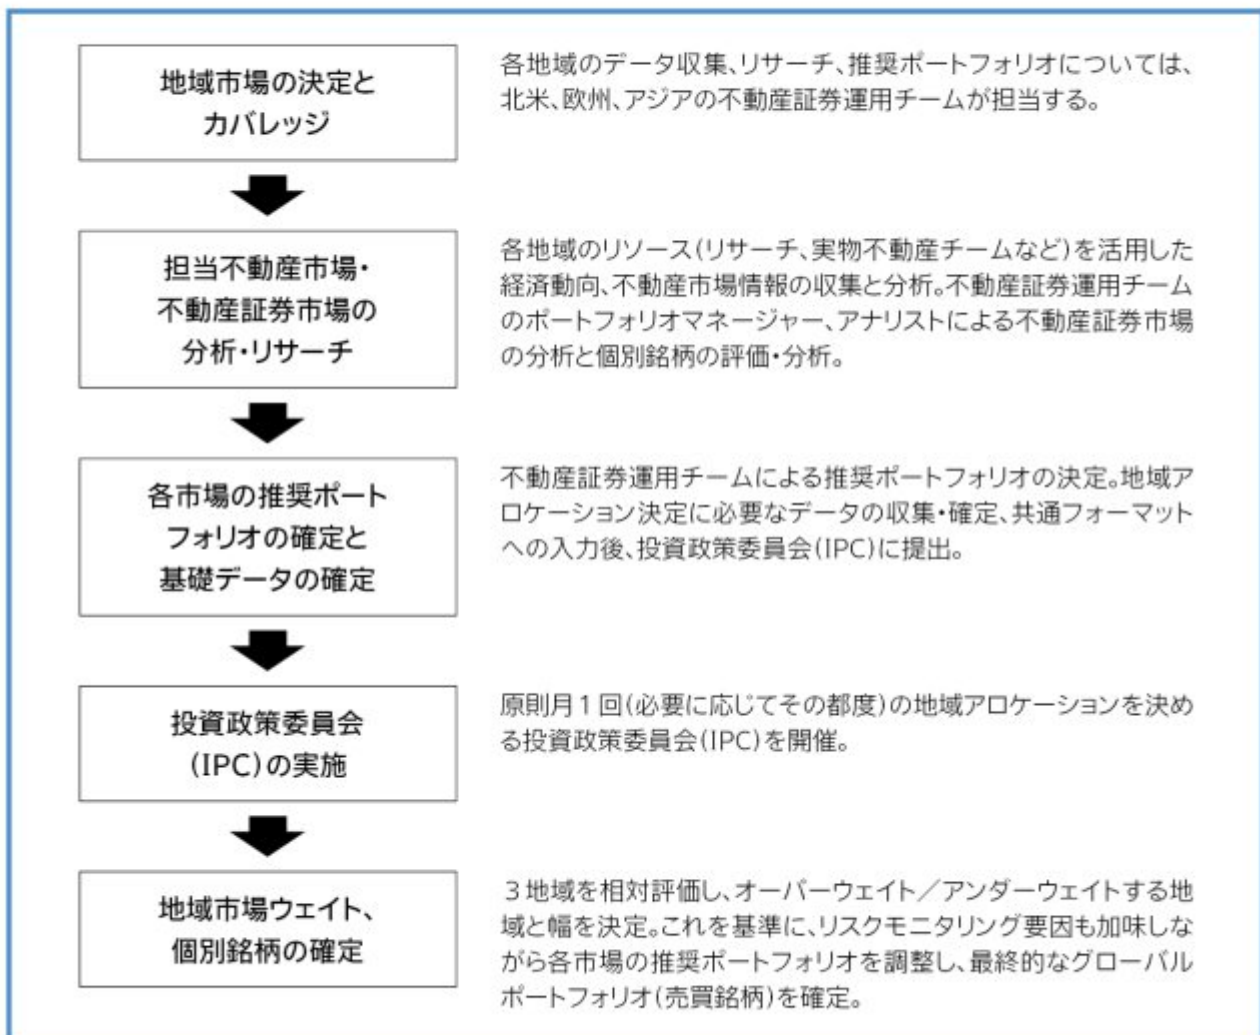 地域市場の決定と
カバレッジ
各地域のデータ収集、リサーチ、推奨ポートフォリオについては、
北米、欧州、アジアの不動産証券運用チームが担当する。
担当不動産市場・
不動産証券市場の
分析・リサーチ
各地域のリソース(リサーチ、実物不動産チームなど)を活用した
経済動向、不動産市場情報の収集と分析。不動産証券運用チーム
のポートフォリオマネージャー、アナリストによる不動産証券市場
の分析と個別銘柄の評価・分析。
各市場の推奨ポート
フォリオの確定と
基礎データの確定
不動産証券運用チームによる推奨ポートフォリオの決定。地域ア
ロケーション決定に必要なデータの収集・確定、共通フォーマット
への入力後、投資政策委員会(IPC)に提出。
投資政策委員会
(IPC)の実施
原則月1回(必要に応じてその都度)の地域アロケーションを決め
る投資政策委員会(IPC)を開催。
地域市場ウェイト、
個別銘柄の確定
3地域を相対評価し、オーバーウェイト／アンダーウェイトする地
域と幅を決定。これを基準に、リスクモニタリング要因も加味しな
がら各市場の推奨ポートフォリオを調整し、最終的なグローバル
ポートフォリオ(売買銘柄)を確定。